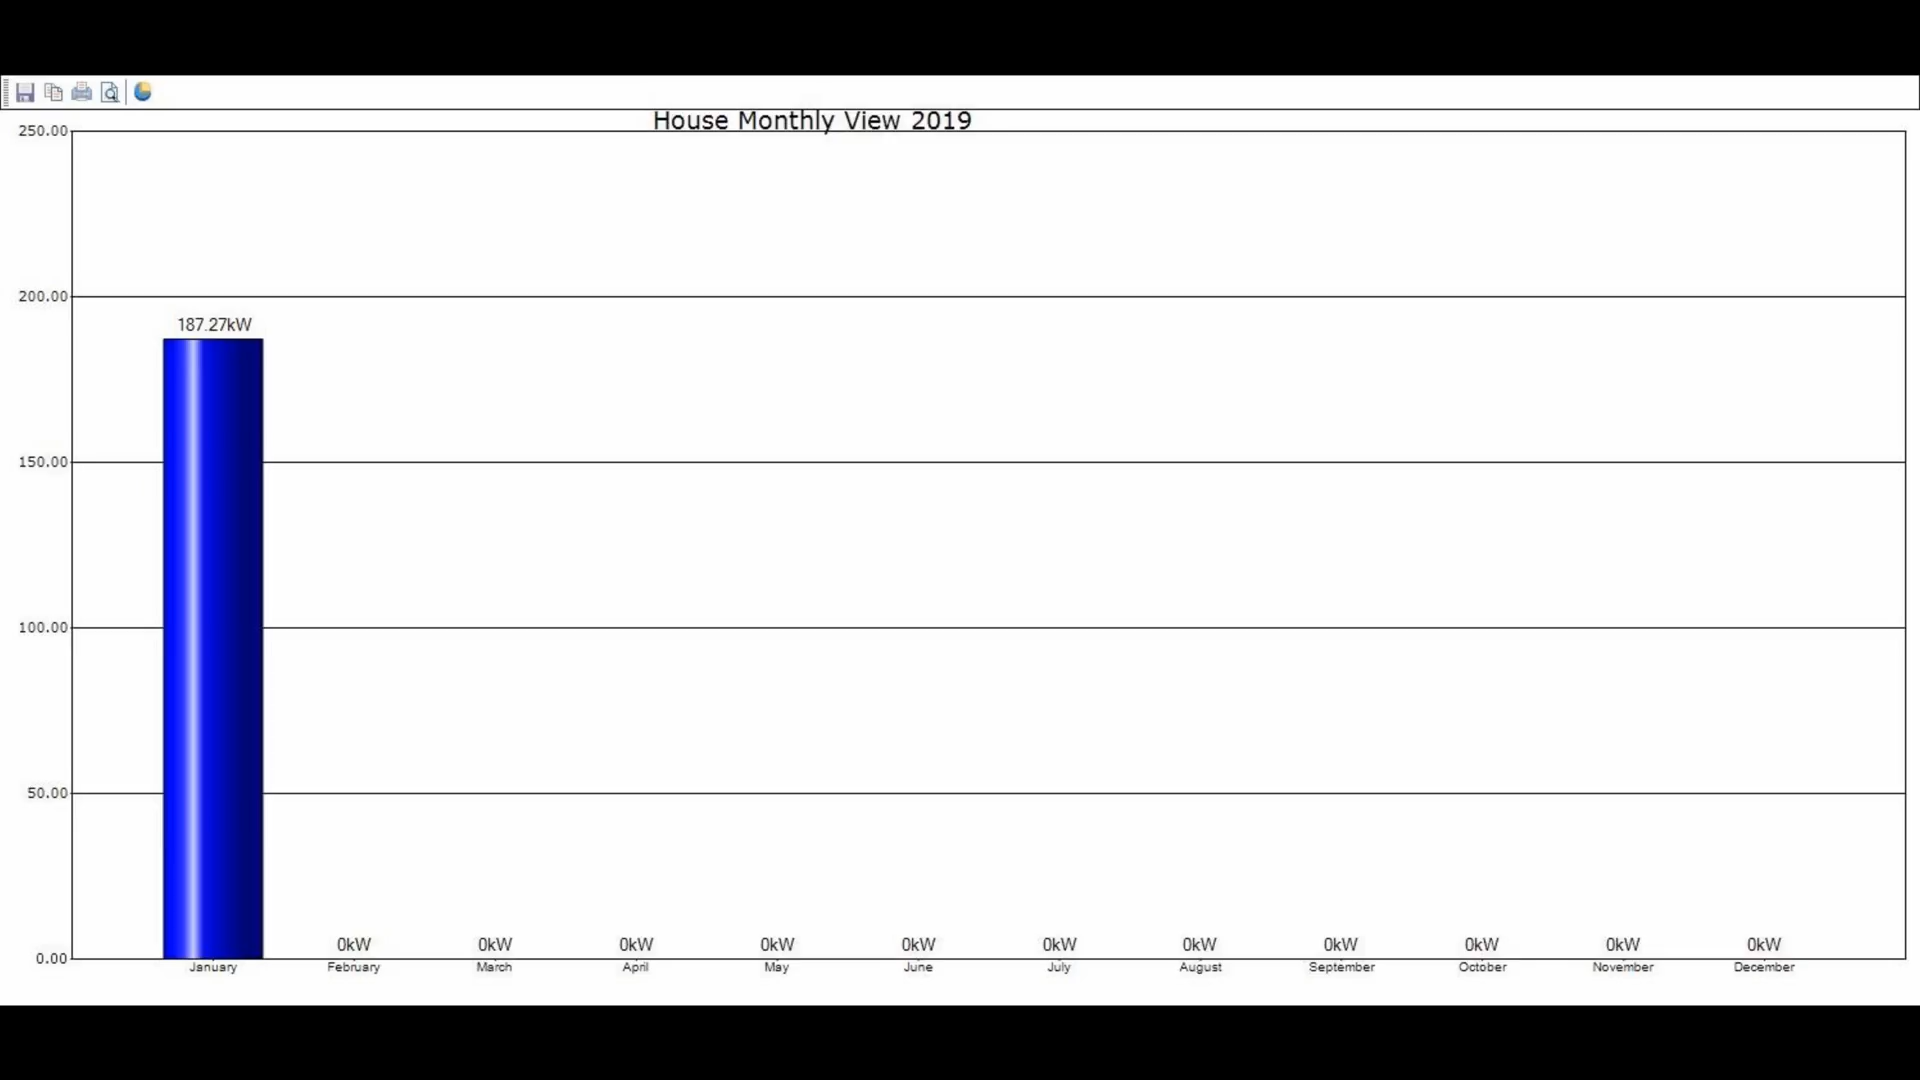 House Monthly View 2019
250.00
200.00
187.27kW
150.00
100.00
50.00
0kW 0kW 0kW 0kW 0kW 0kW 0kW 0kW 0kW 0kW 0kW
0.00
January February March April May June July August September October November December